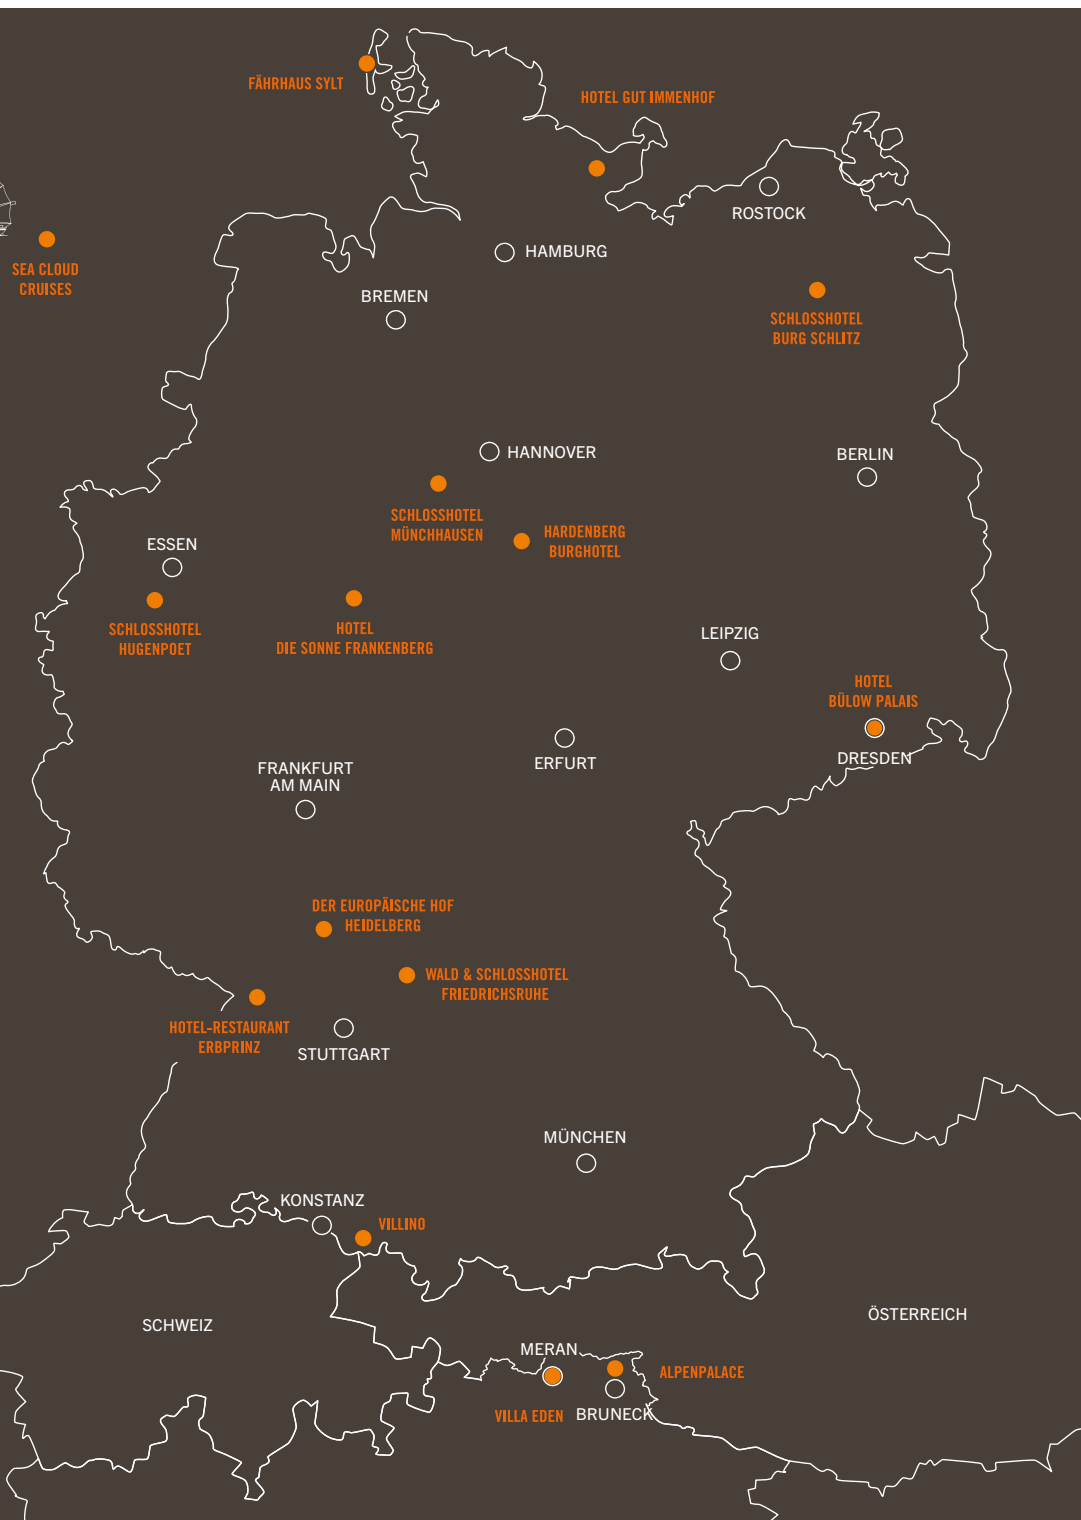 FÄHRHAUS SYLT
HOTEL GUT IMMENHOF
ROSTOCK
HAMBURG
SEA CLOUD
CRUISES
BREMEN
SCHLOSSHOTEL
BURG SCHLITZ
HANNOVER
BERLIN
SCHLOSSHOTEL
MÜNCHHAUSEN
HARDENBERG
BURGHOTEL
ESSEN
SCHLOSSHOTEL
HUGENPOET
HOTEL
DIE SONNE FRANKENBERG
LEIPZIG
HOTEL
BÜLOW PALAIS
DRESDEN
ERFURT
FRANKFURT
AM MAIN
DER EUROPÄISCHE HOF
HEIDELBERG
WALD & SCHLOSSHOTEL
FRIEDRICHSRUHE
HOTEL-RESTAURANT
ERBPRINZ
STUTTGART
MÜNCHEN
KONSTANZ
VILLINO
SCHWEIZ
ÖSTERREICH
MERAN
ALPENPALACE
VILLA EDEN
BRUNECK